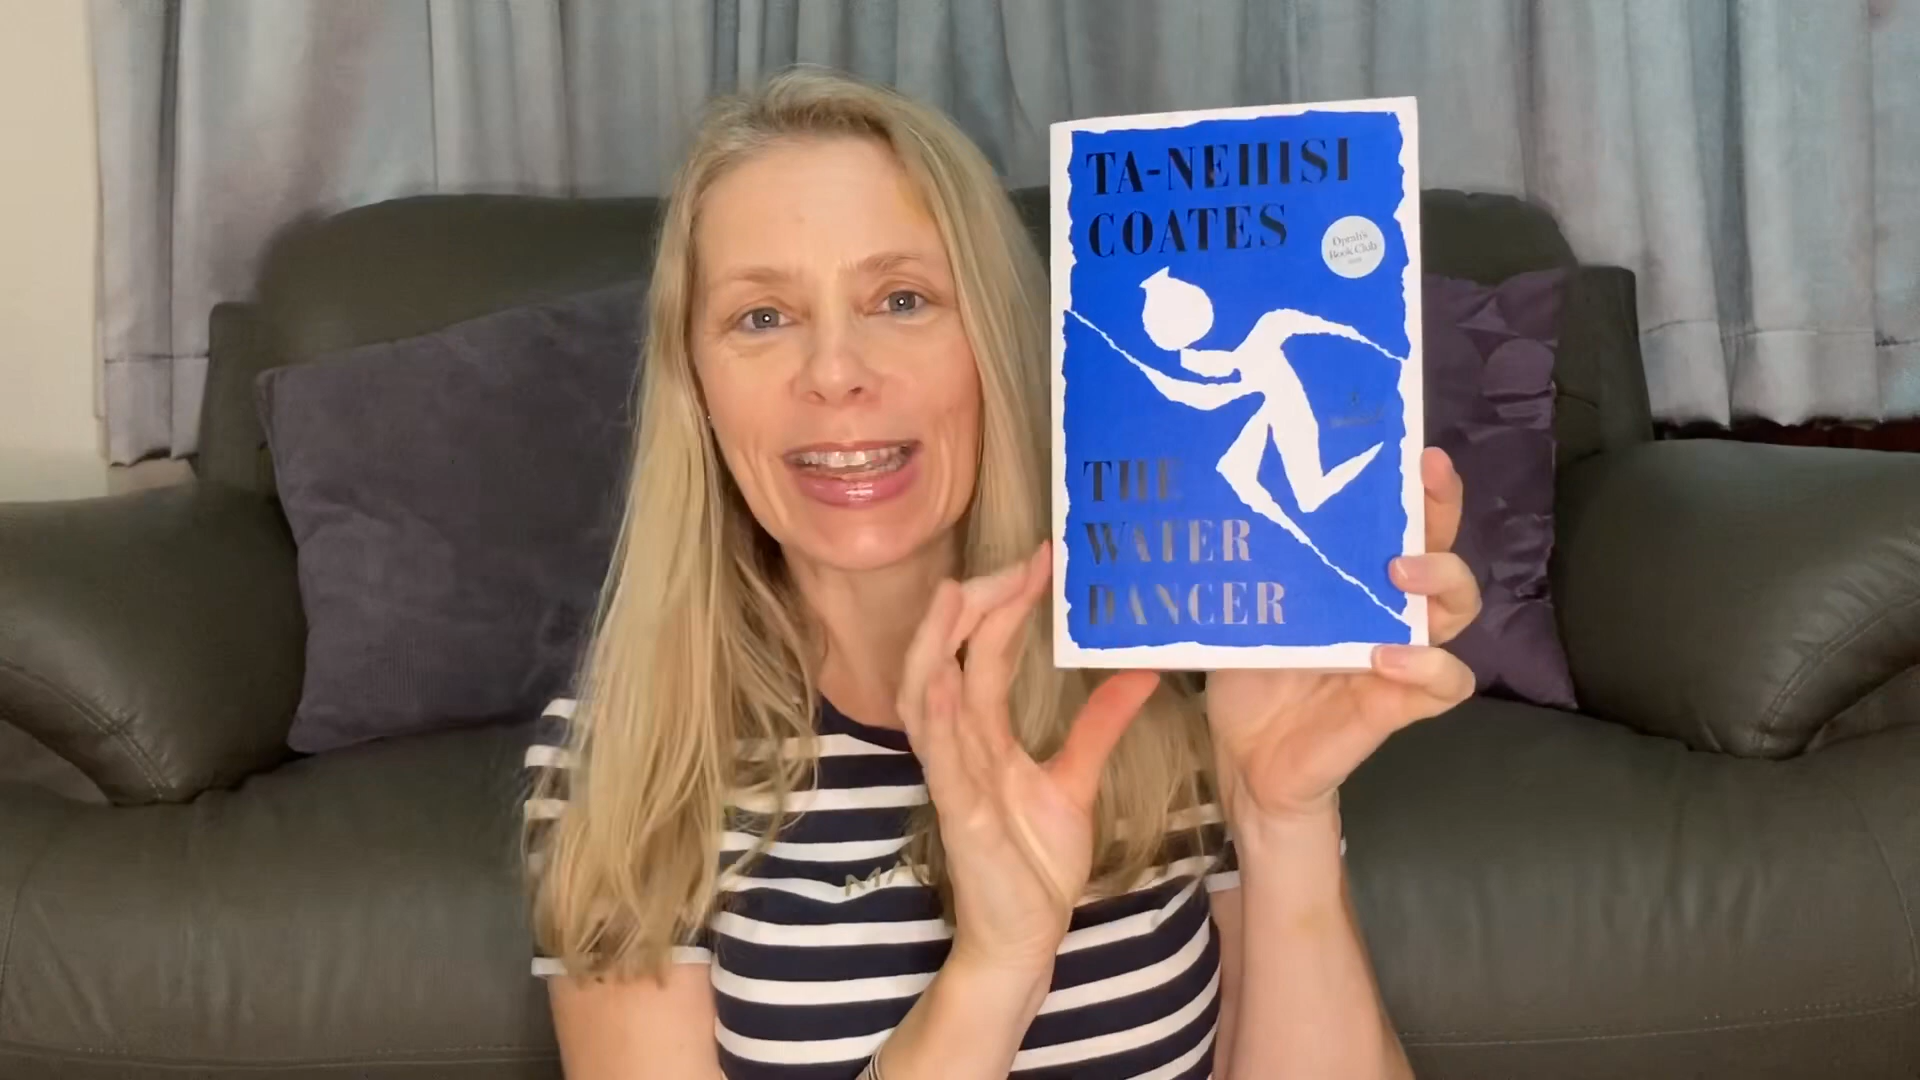 TA-NEHISI
COATES
Oprah's
Book Club
THE
WATER
DANCER